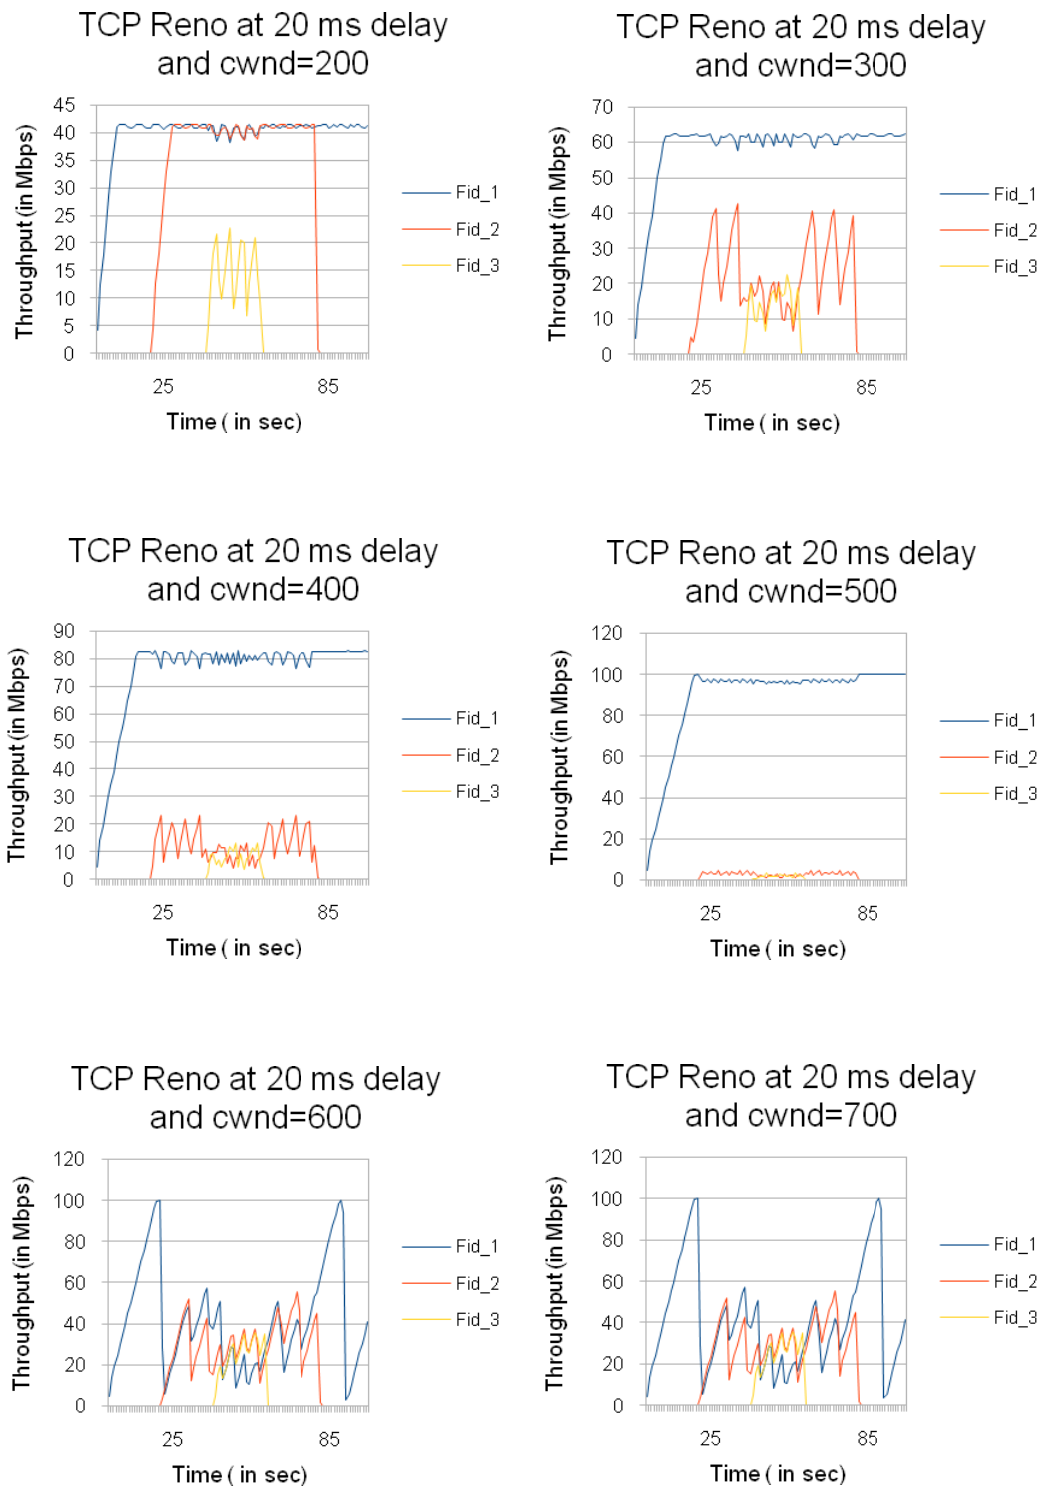 TCP Reno at 20 ms delay
and cwnd=200
Throughput (in Mbps)
45
40
35
30
25
20
15
10
5
0
25
85
Time ( in sec)
Fid_1
Fid_2
Fid_3
TCP Reno at 20 ms delay
and cwnd=300
Throughput (in Mbps)
70
60
50
40
30
20
10
0
25
85
Time ( in sec)
Fid_1
Fid_2
Fid_3
TCP Reno at 20 ms delay
and cwnd=400
Throughput (in Mbps)
90
80
70
60
50
40
30
20
10
0
25
85
Time ( in sec)
Fid_1
Fid_2
Fid_3
TCP Reno at 20 ms delay
and cwnd=500
Throughput (in Mbps)
120
100
80
60
40
20
0
25
85
Time ( in sec)
Fid_1
Fid_2
Fid_3
TCP Reno at 20 ms delay
and cwnd=600
Throughput (in Mbps)
120
100
80
60
40
20
0
25
85
Time ( in sec)
Fid_1
Fid_2
Fid_3
TCP Reno at 20 ms delay
and cwnd=700
Throughput (in Mbps)
120
100
80
60
40
20
0
25
85
Time ( in sec)
Fid_1
Fid_2
Fid_3